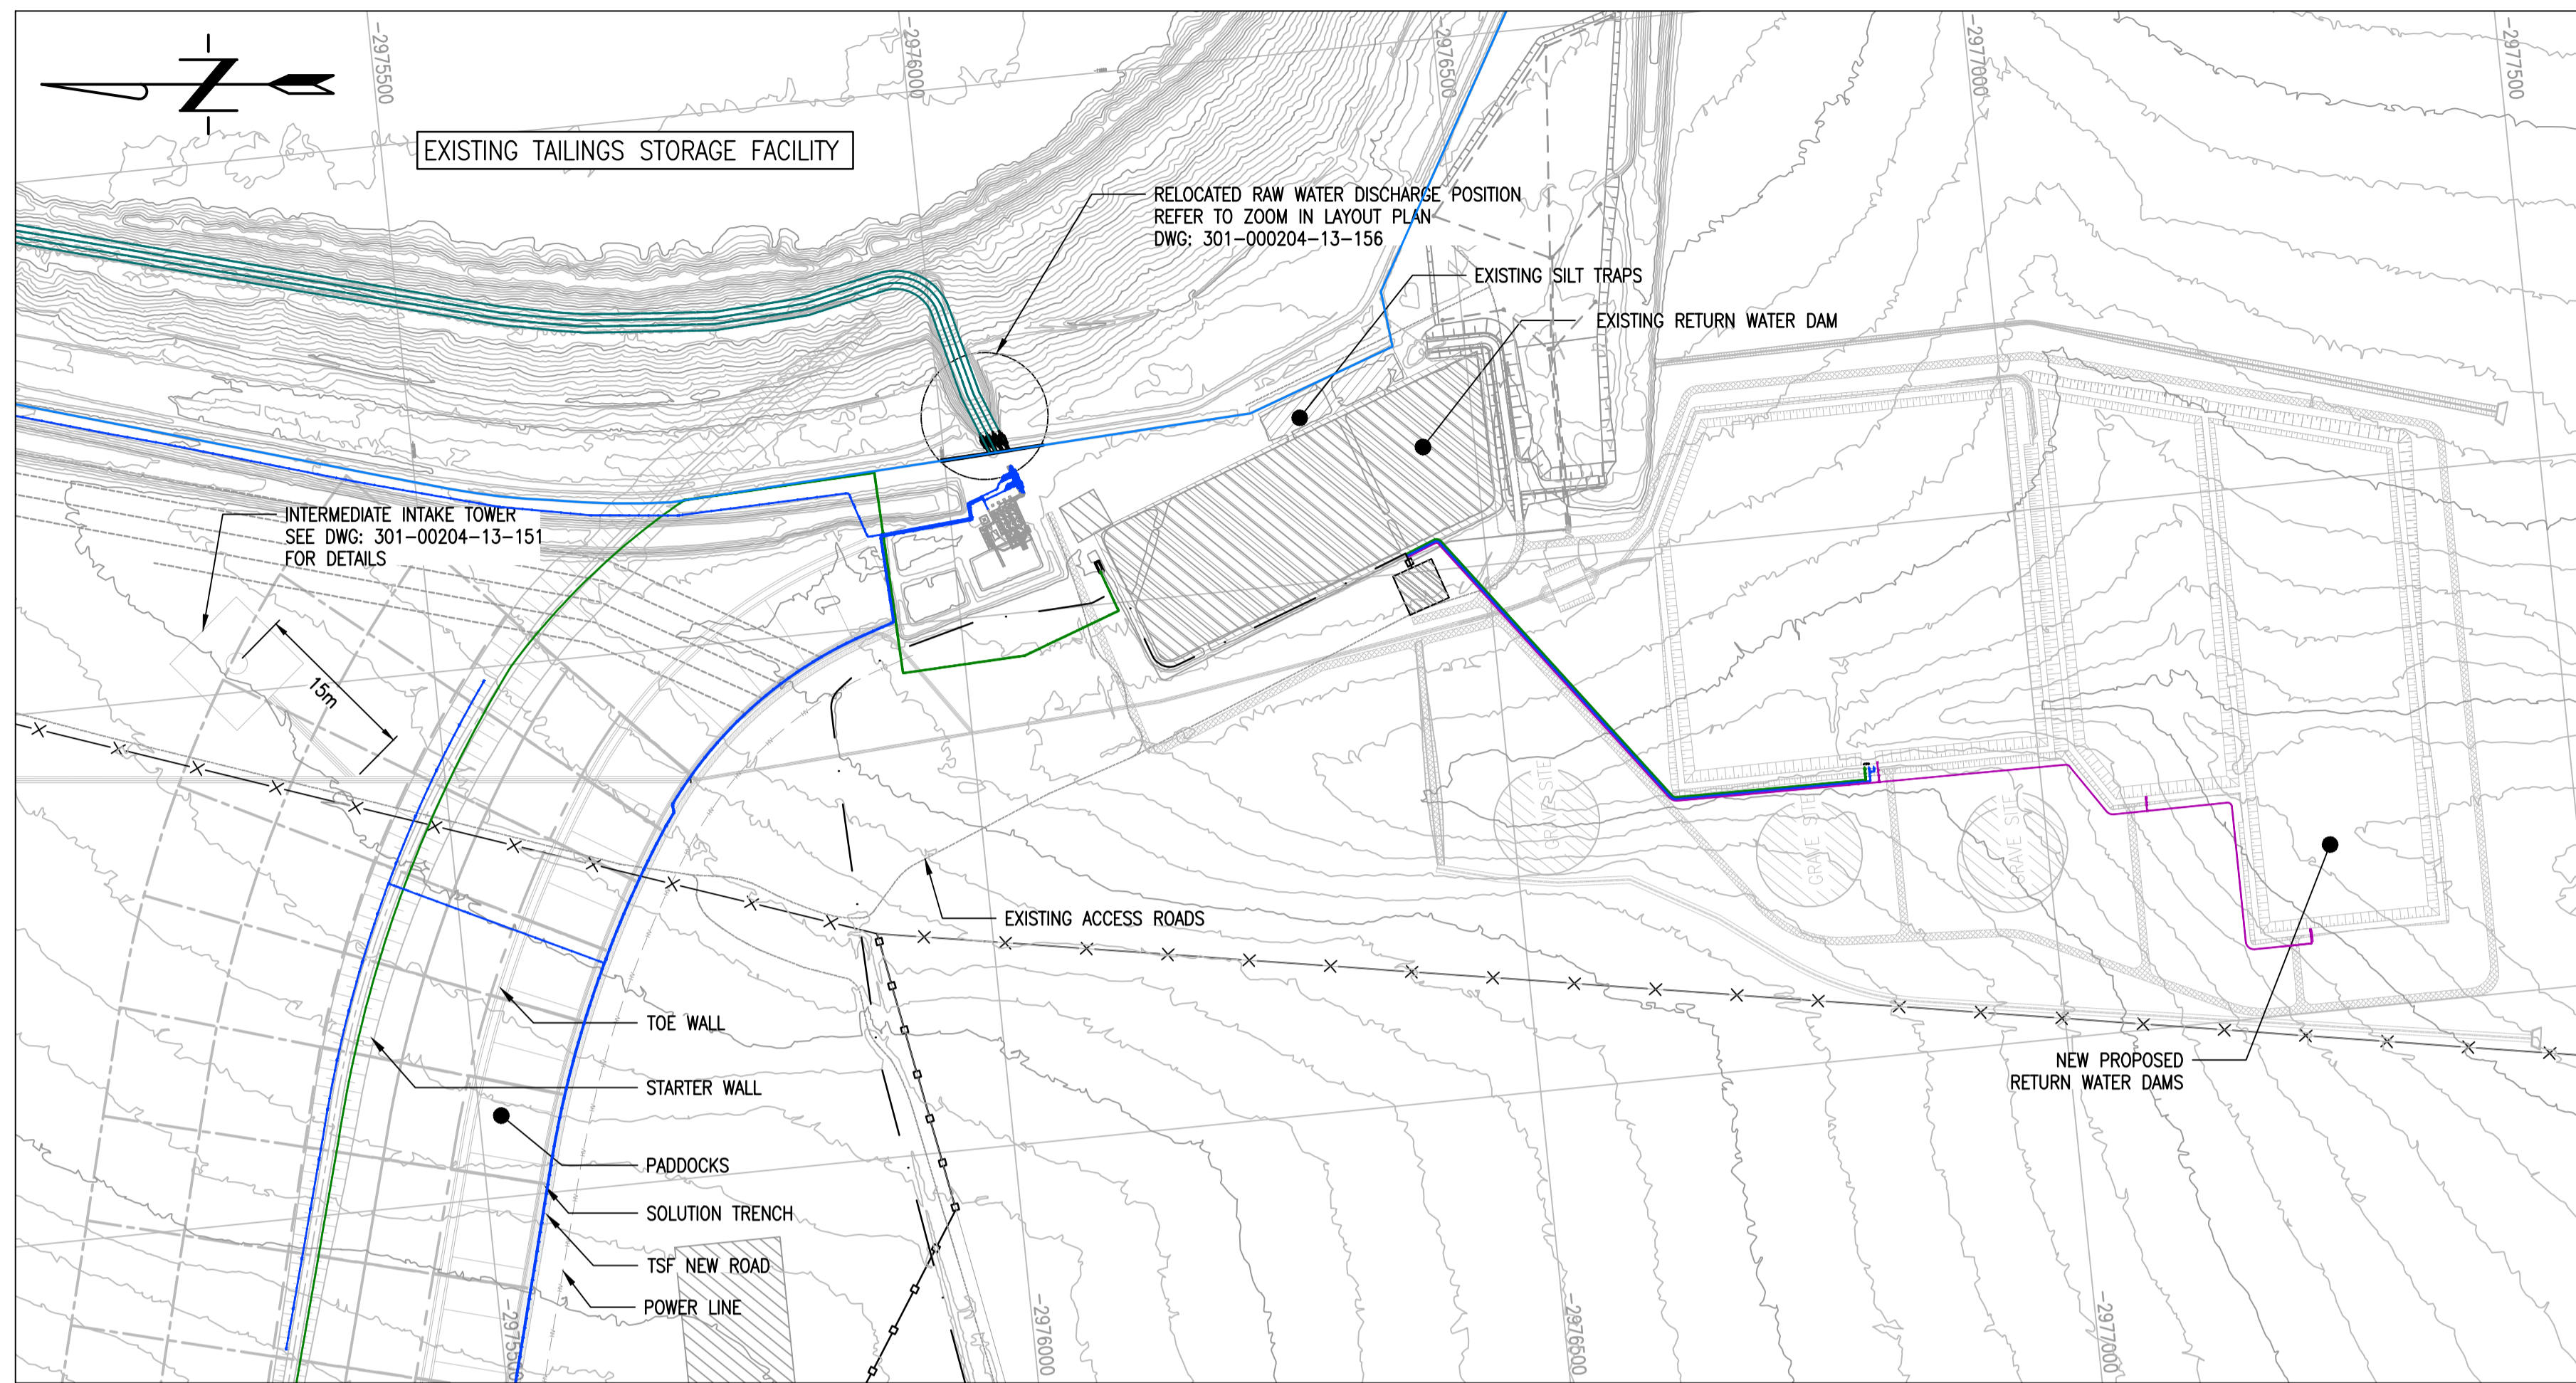 -2975500
-2976000
-2976500
-2977000
-2977500
N
EXISTING TAILINGS STORAGE FACILITY
RELOCATED RAW WATER DISCHARGE POSITION
REFER TO ZOOM IN LAYOUT PLAN
DWG: 301-000204-13-156
EXISTING SILT TRAPS
EXISTING RETURN WATER DAM
INTERMEDIATE INTAKE TOWER
SEE DWG: 301-00204-13-151
FOR DETAILS
15m
GRAVE SITE
GRAVE SITE
GRAVE SITE
EXISTING ACCESS ROADS
TOE WALL
STARTER WALL
PADDOCKS
SOLUTION TRENCH
TSF NEW ROAD
POWER LINE
NEW PROPOSED
RETURN WATER DAMS
-2975500
-2976000
-2976500
-2977000